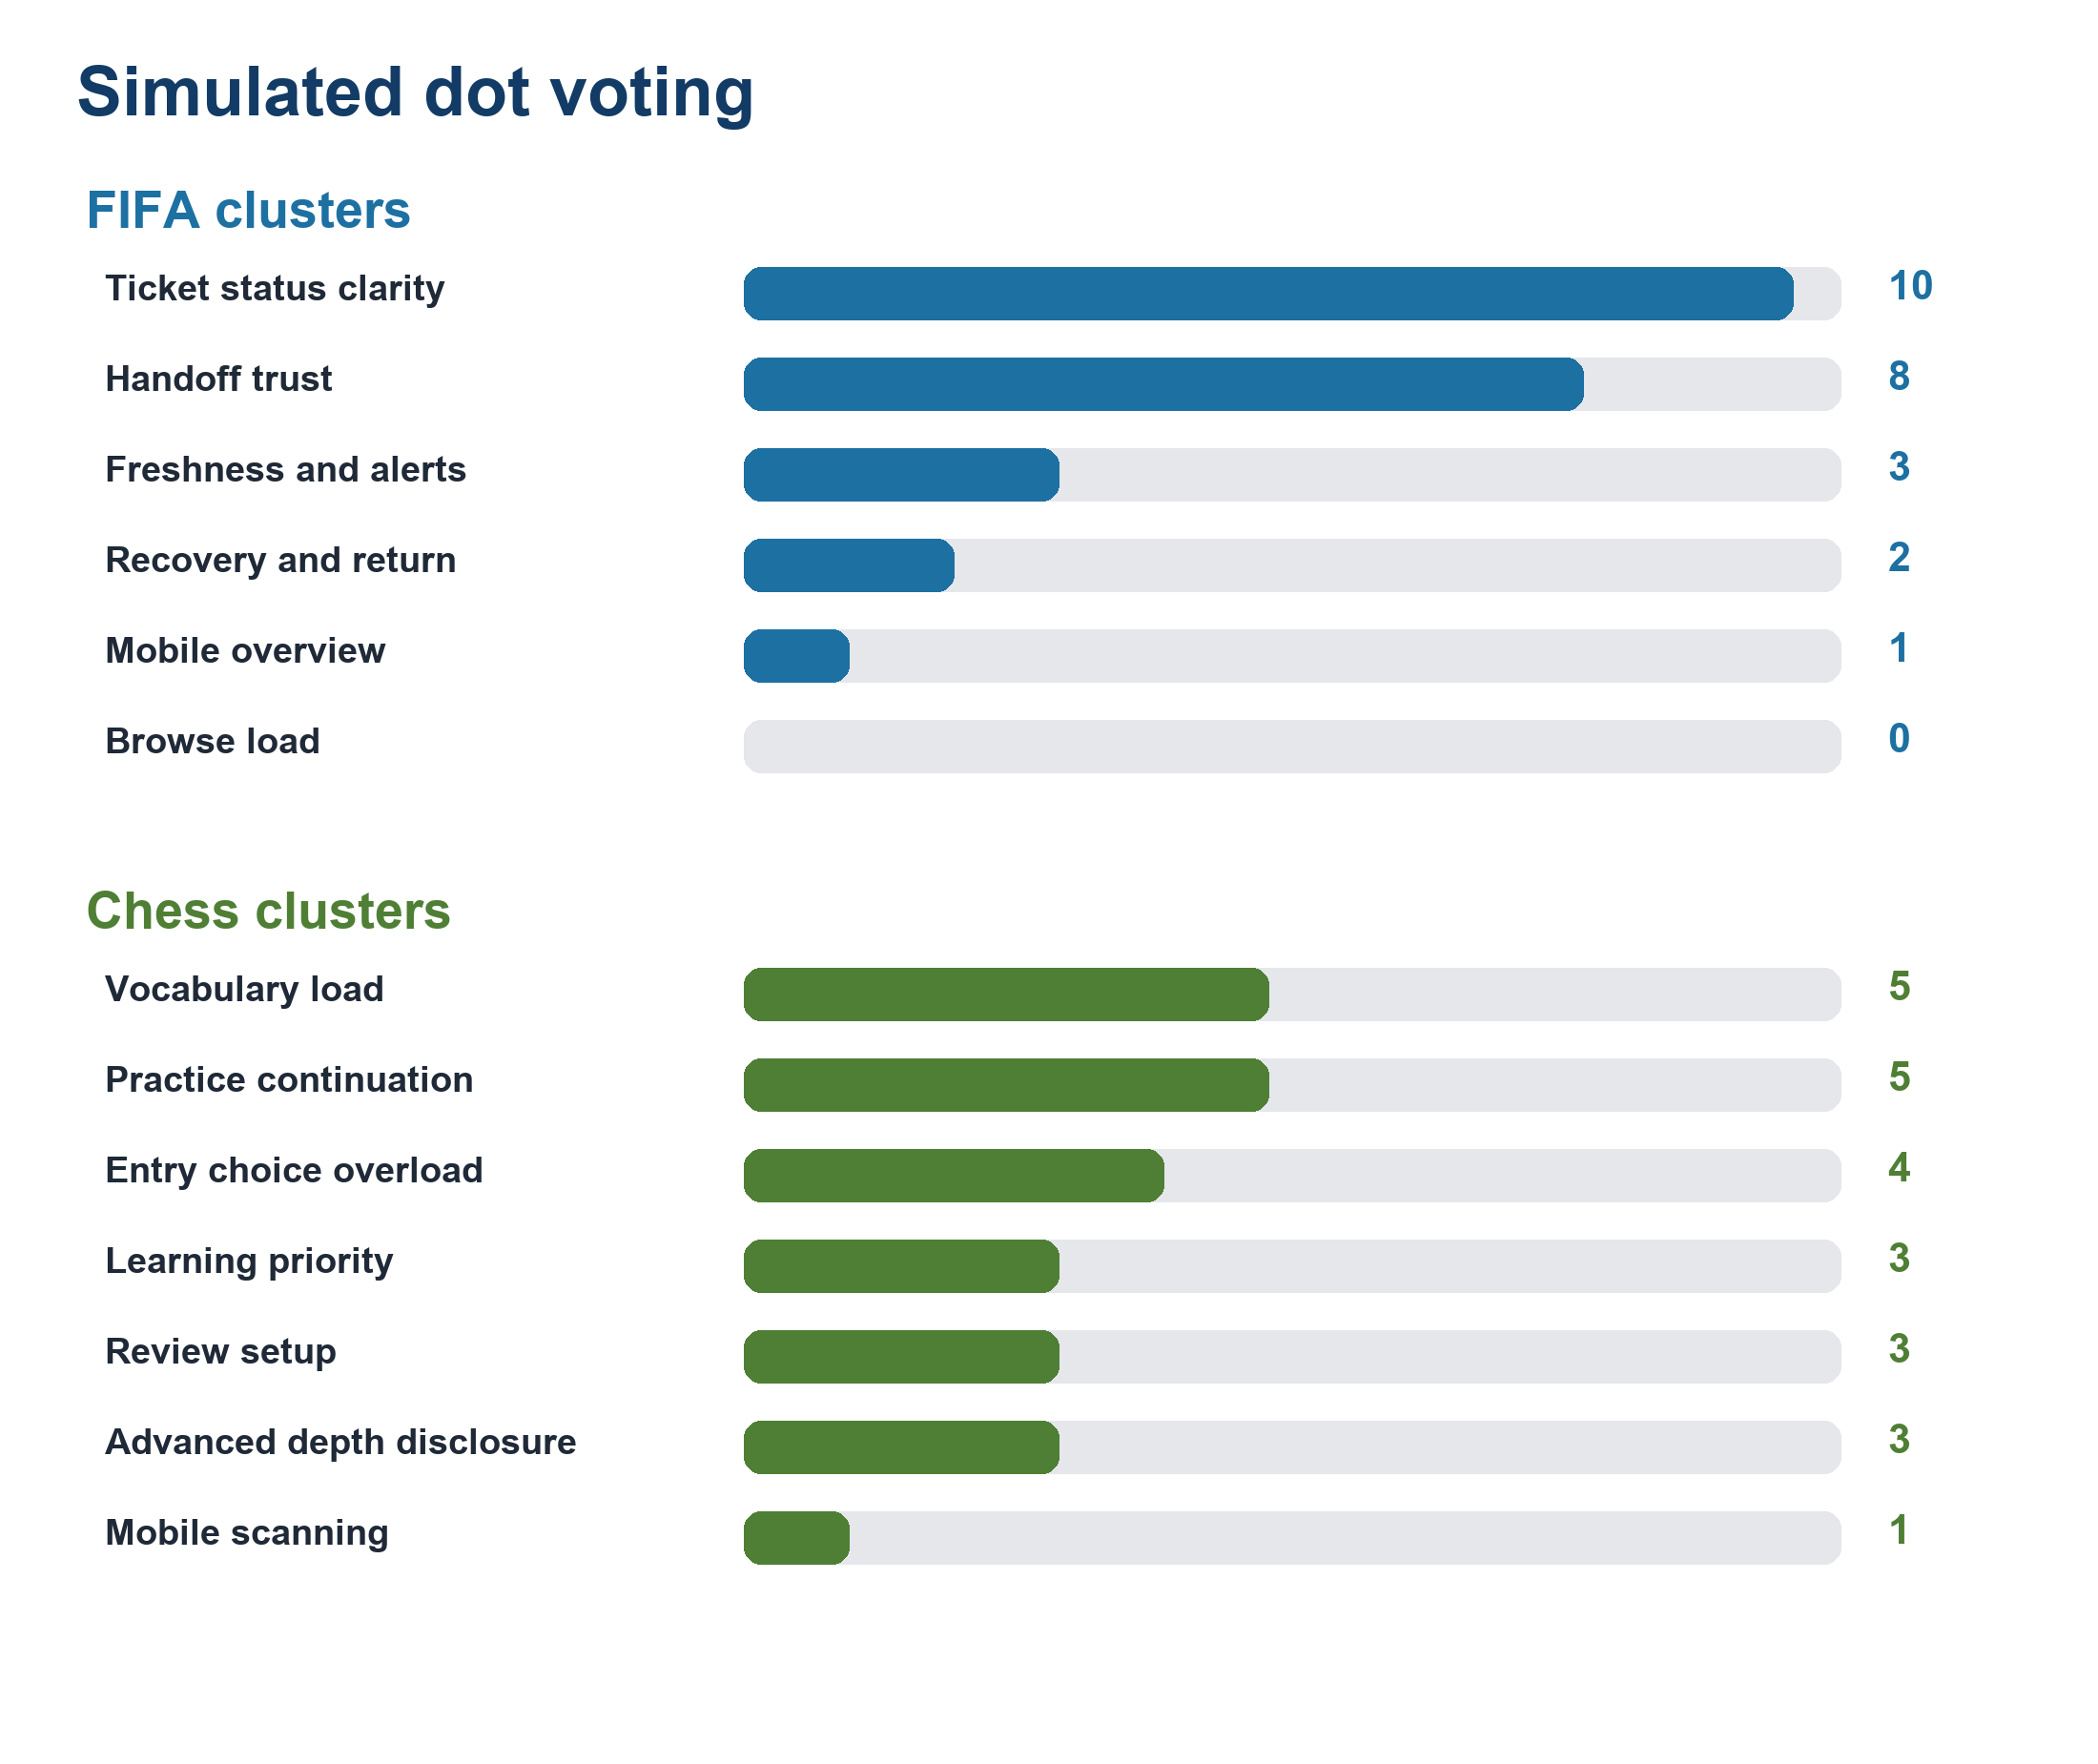 Simulated dot voting
FIFA clusters
Ticket status clarity 10
Handoff trust 8
Freshness and alerts 3
Recovery and return 2
Mobile overview 1
Browse load 0
Chess clusters
Vocabulary load 5
Practice continuation 5
Entry choice overload 4
Learning priority 3
Review setup 3
Advanced depth disclosure 3
Mobile scanning 1